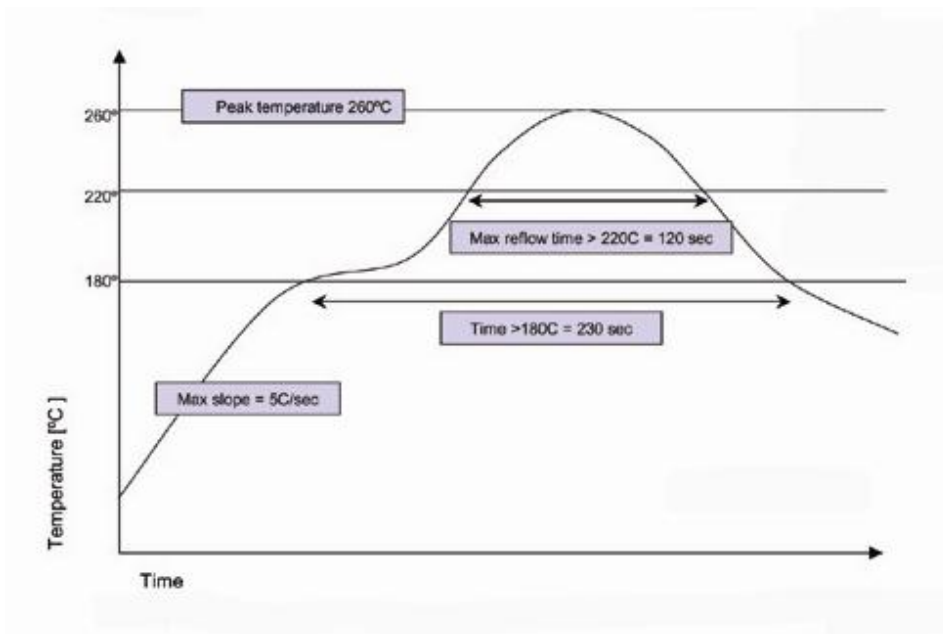 Peak temperature 260ºC
260º
220º
Max reflow time > 220C = 120 sec
180º
Time >180C = 230 sec
Max slope = 5C/sec
Temperature [ºC ]
Time